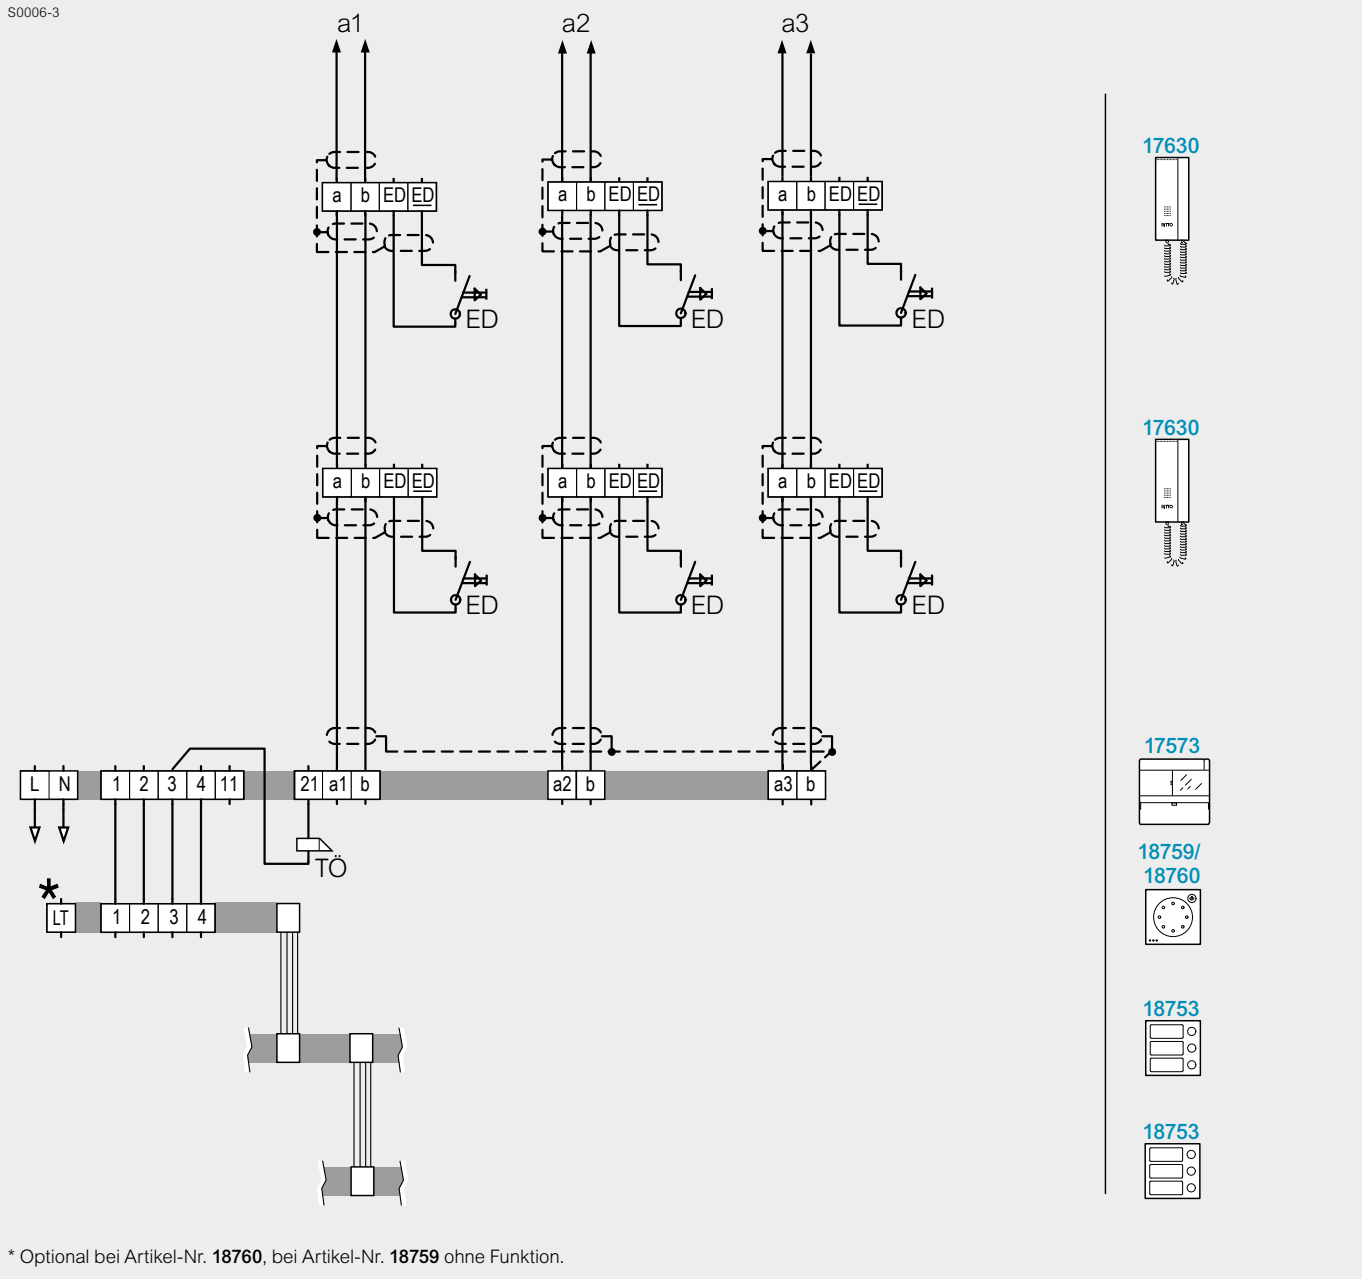 S0006-3
a1 a2 a3
17630
a b ED ED a b ED ED a b ED ED
RITTO
ED ED ED
17630
a b ED ED a b ED ED a b ED ED
RITTO
ED ED ED
17573
L N 1 2 3 4 11 21 a1 b a2 b a3 b
TÖ
18759/
18760
*
LT 1 2 3 4
18753
18753
* Optional bei Artikel-Nr. 18760, bei Artikel-Nr. 18759 ohne Funktion.